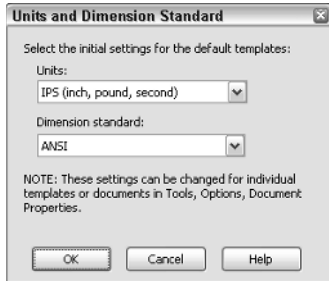 Units and Dimension Standard
Select the initial settings for the default templates:
Units:
IPS (inch, pound, second)
Dimension standard:
ANSI
NOTE: These settings can be changed for individual
templates or documents in Tools, Options, Document
Properties.
OK Cancel Help